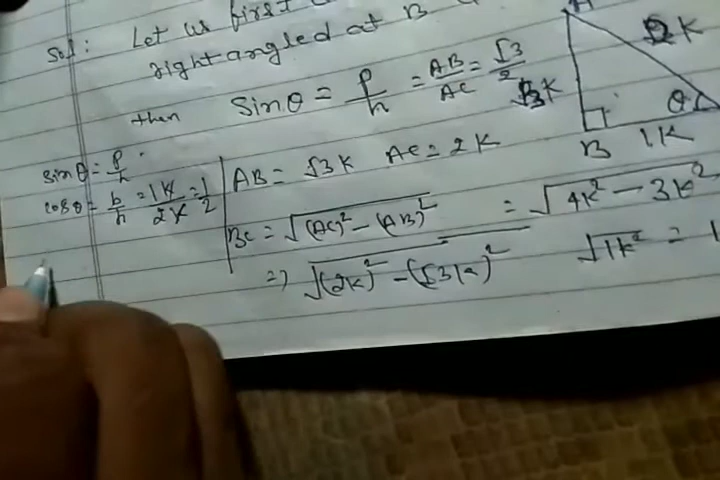 Sol: Let us first
right angled at B
then Sinθ = p/h = AB/AC = √3/2
A
2K
√3K
θ
B 1K
sinθ = p/h
cosθ = b/h = 1K/2K = 1/2
AB = √3K AC = 2K
BC = √(AC)² - (AB)² = √4K² - 3K²
=> √(2K)² - (√3K)² √1K² = 1